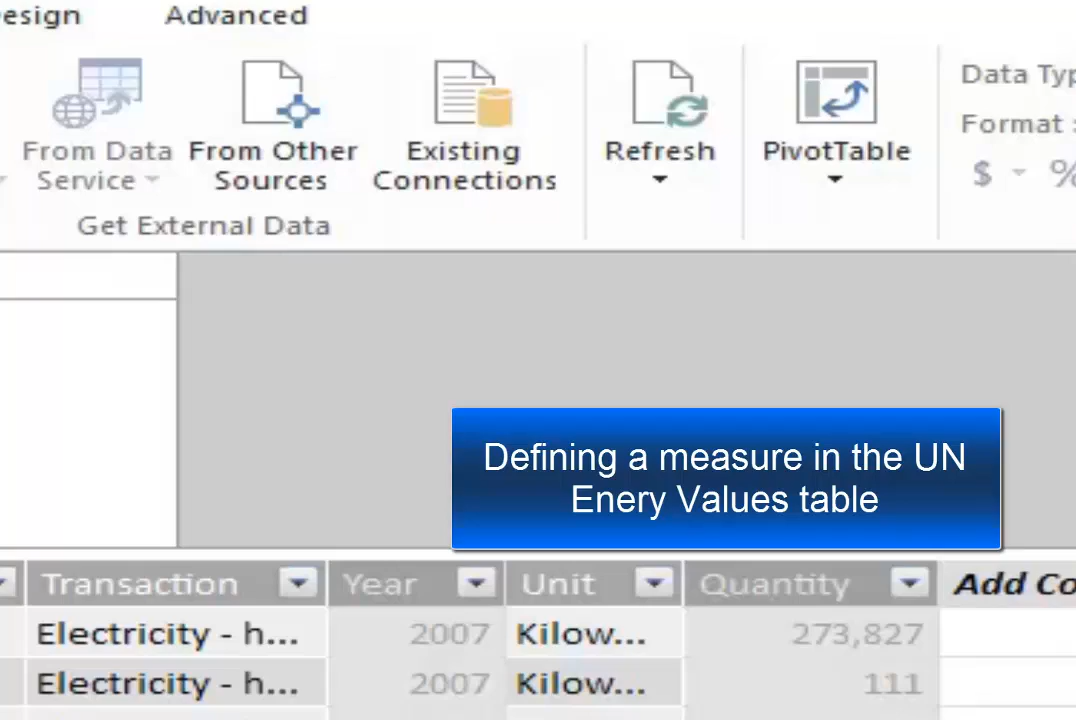 esign Advanced
From Data Service
From Other Sources
Existing Connections
Refresh
PivotTable
Data Typ
Format :
$ %
Get External Data
Defining a measure in the UN
Enery Values table
Transaction Year Unit Quantity Add Co
Electricity - h... 2007 Kilow... 273,827
Electricity - h... 2007 Kilow... 111